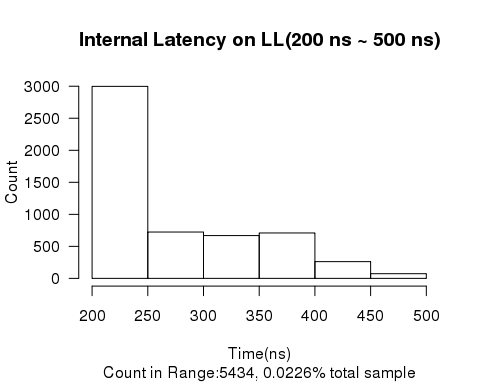 Internal Latency on LL(200 ns ~ 500 ns)
3000
2500
2000
1500
1000
500
0
Count
200 250 300 350 400 450 500
Time(ns)
Count in Range:5434, 0.0226% total sample